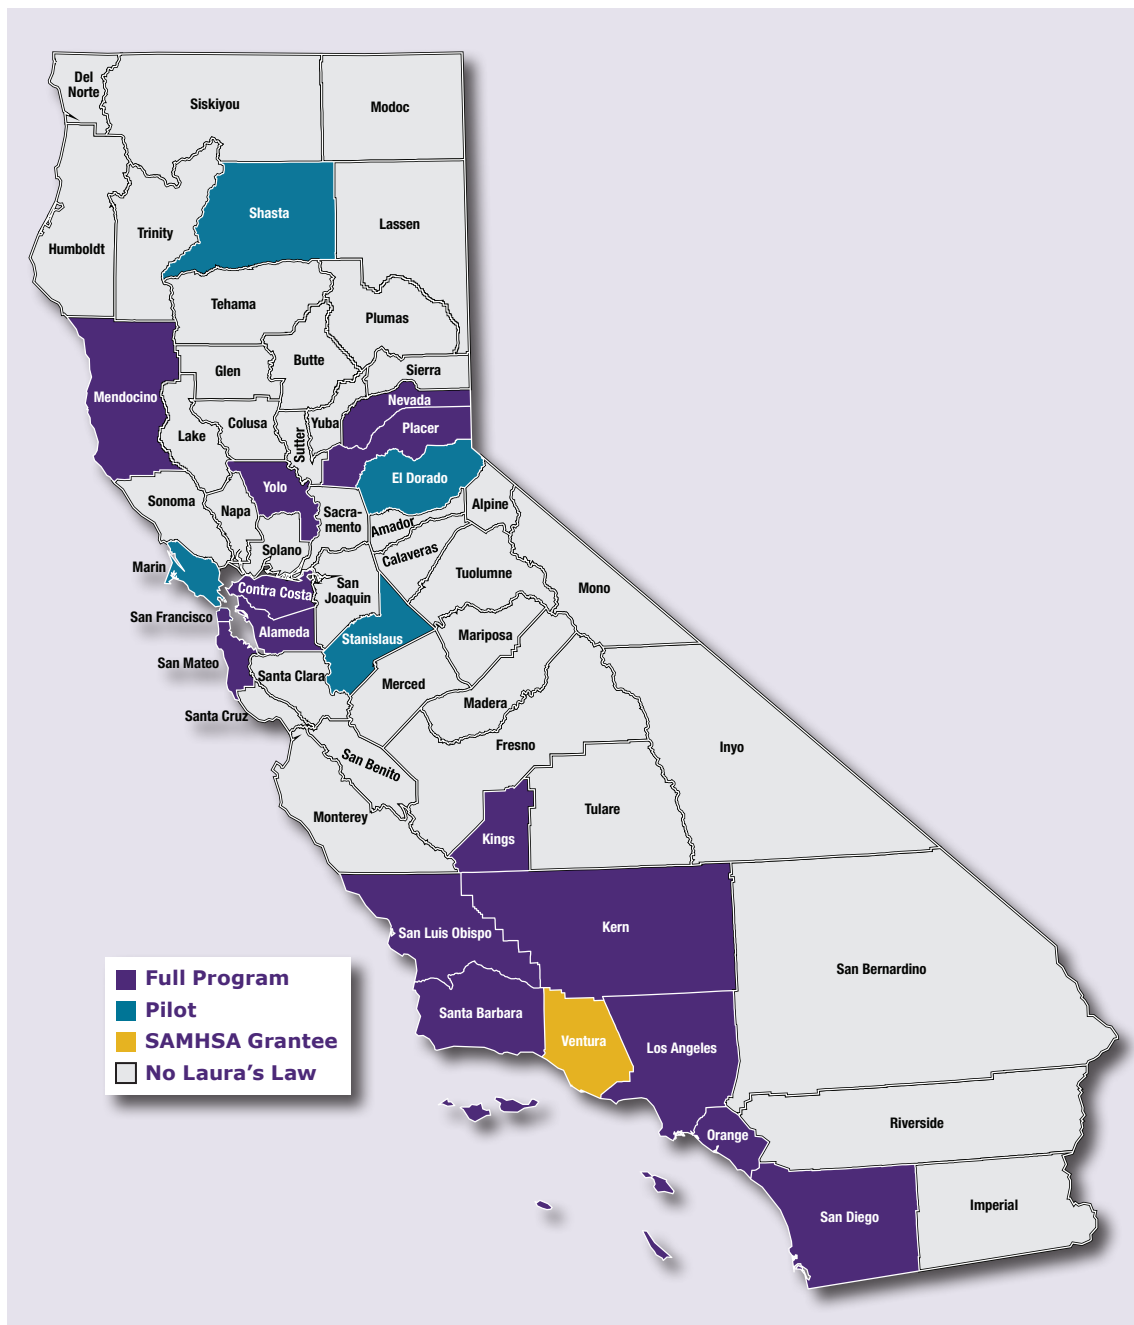 Del
Norte
Siskiyou
Modoc
Shasta
Lassen
Trinity
Humboldt
Tehama
Plumas
Butte
Glen
Sierra
Mendocino
Nevada
Placer
Colusa
Yuba
Sutter
Lake
El Dorado
Yolo
Sonoma
Napa
Sacra-
mento
Alpine
Amador
Solano
Calaveras
Marin
Tuolumne
Mono
Contra Costa
San
Joaquin
San Francisco
Alameda
Stanislaus
Mariposa
San Mateo
Santa Clara
Merced
Madera
Santa Cruz
Fresno
Inyo
San Benito
Monterey
Tulare
Kings
San Luis Obispo
Kern
San Bernardino
Full Program
Pilot
SAMHSA Grantee
No Laura's Law
Santa Barbara
Ventura
Los Angeles
Riverside
Orange
San Diego
Imperial